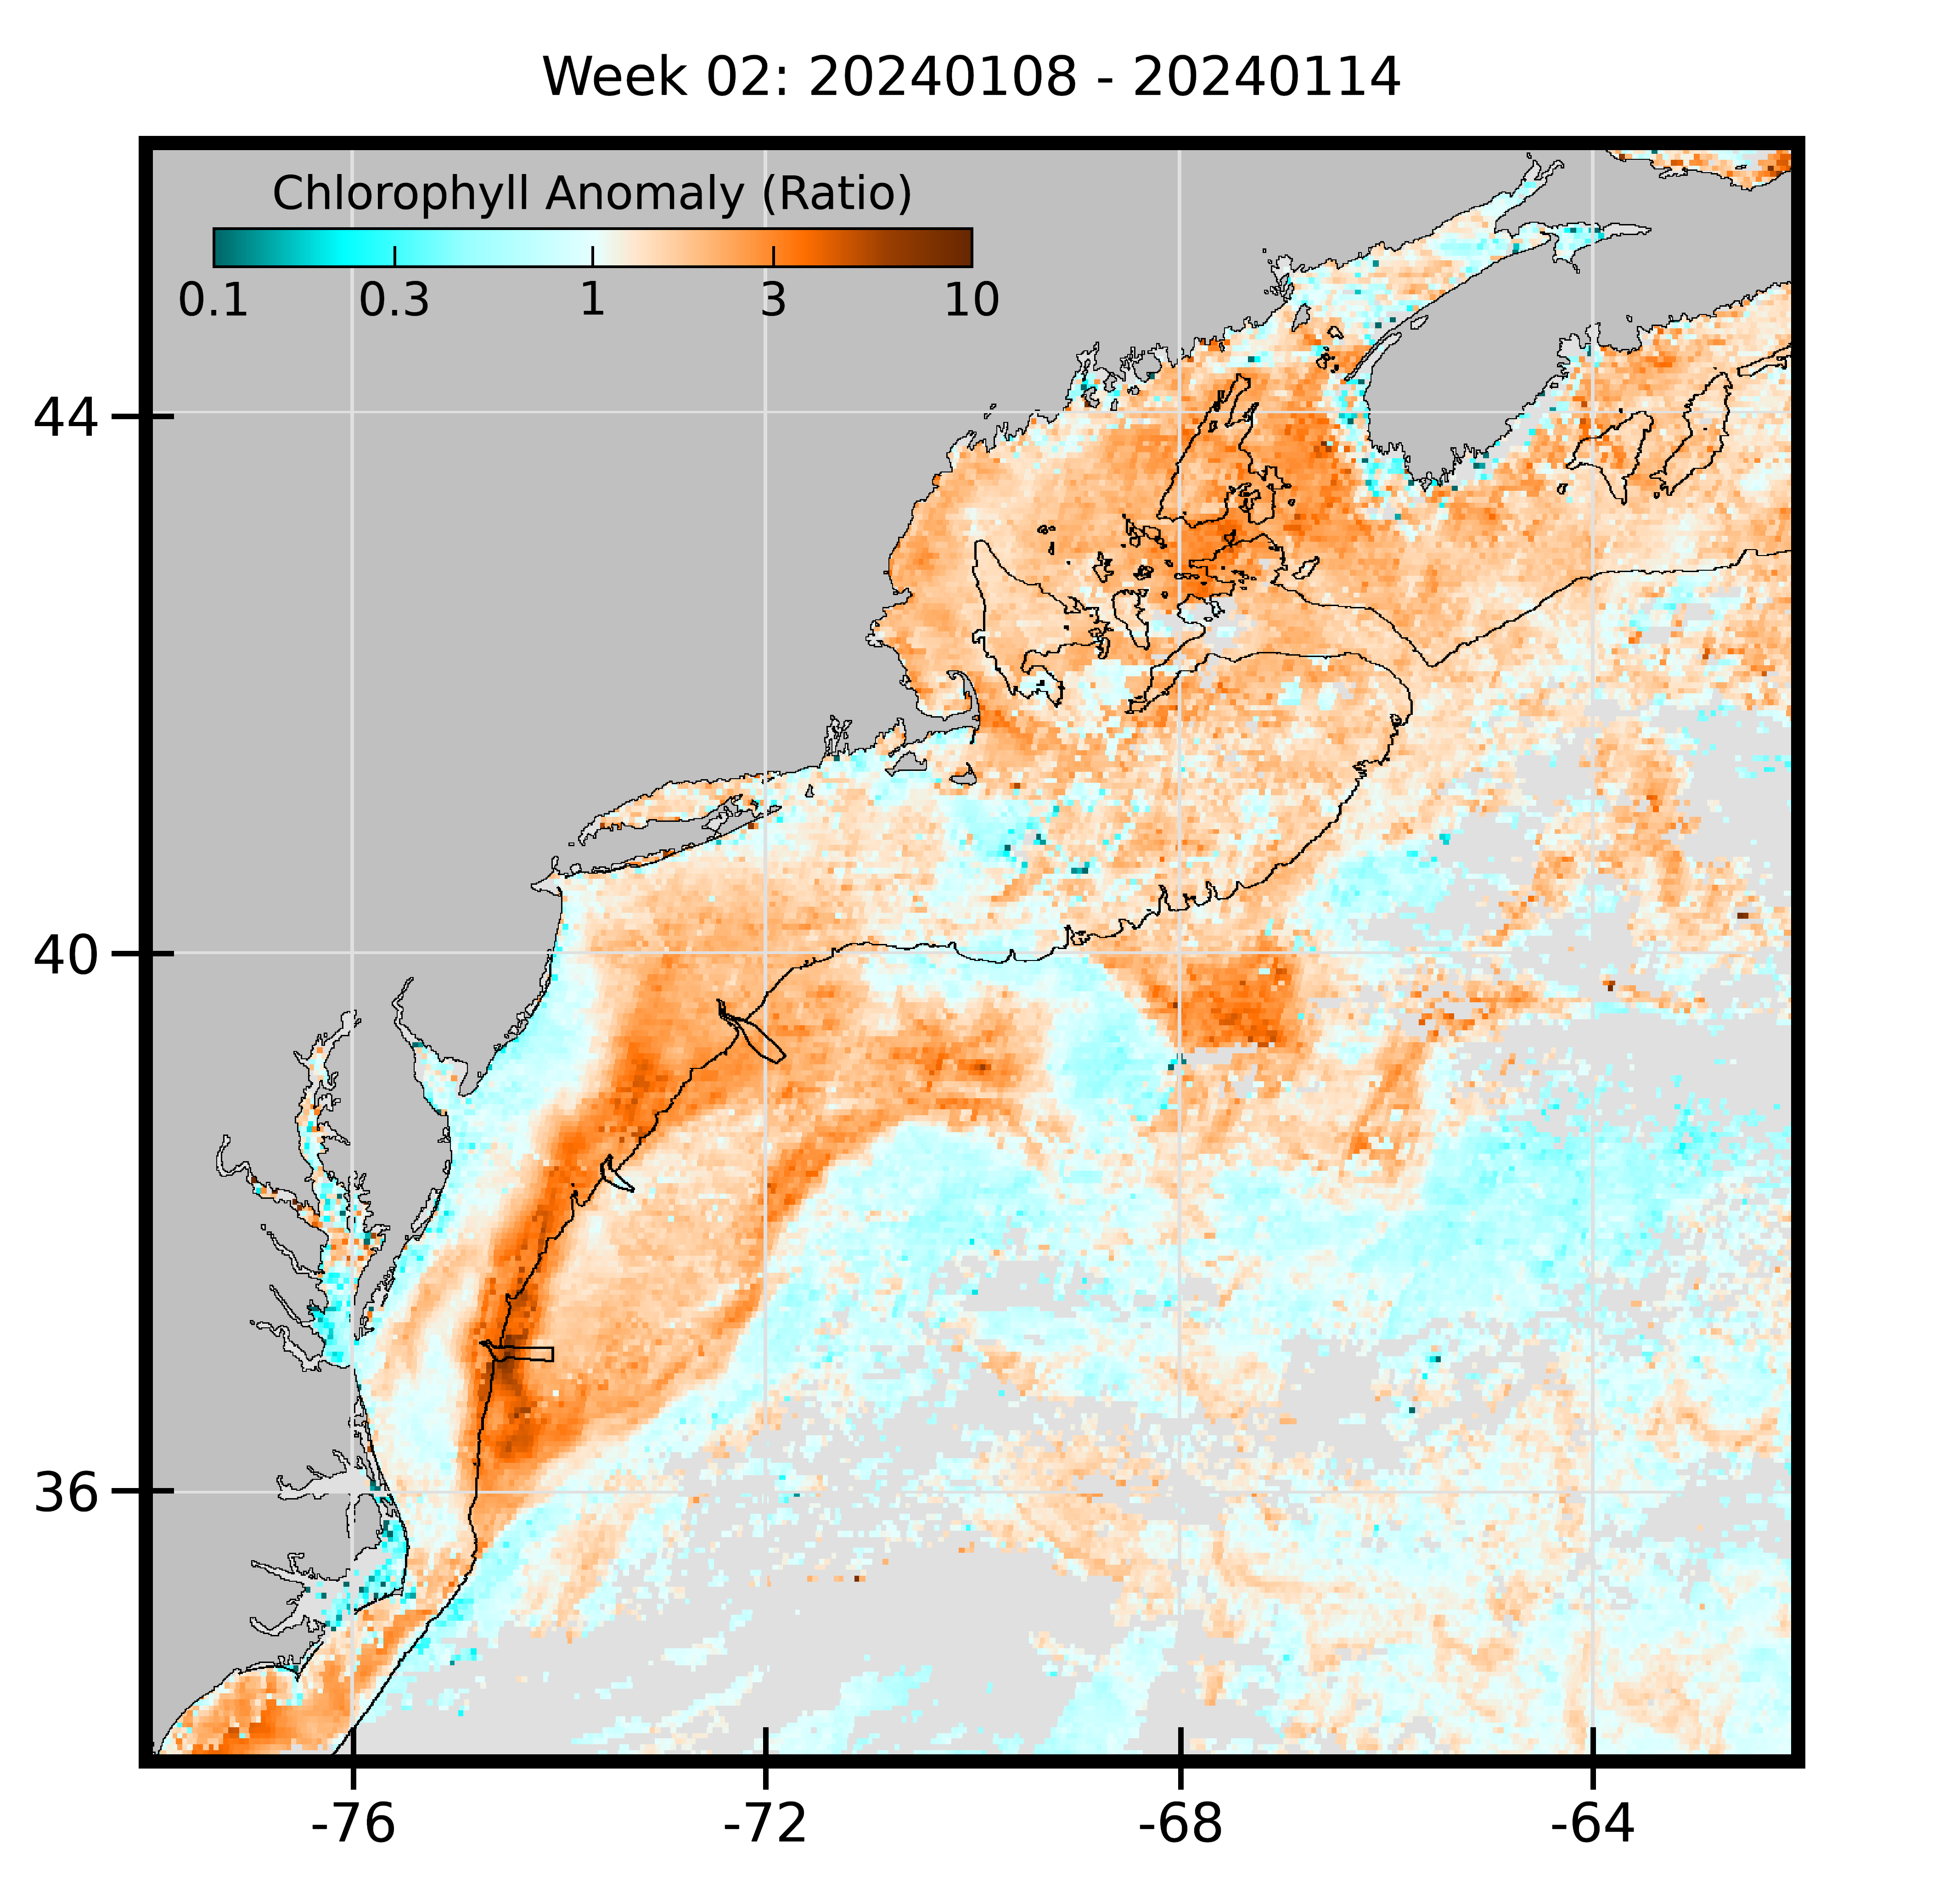 Week 02: 20240108 - 20240114
Chlorophyll Anomaly (Ratio)
0.1 0.3 1 3 10
44
40
36
-76 -72 -68 -64